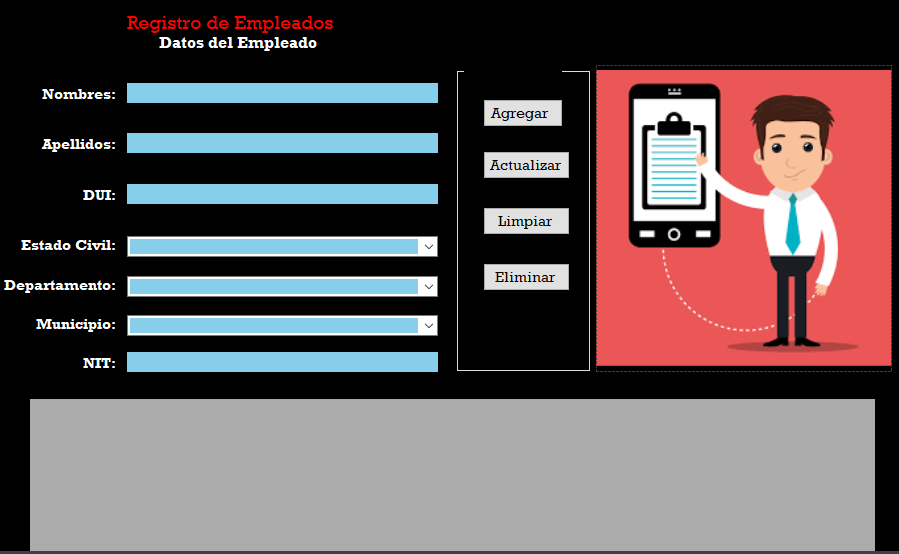 Registro de Empleados
Datos del Empleado
Nombres:
Apellidos:
DUI:
Estado Civil:
Departamento:
Municipio:
NIT:
Agregar
Actualizar
Limpiar
Eliminar